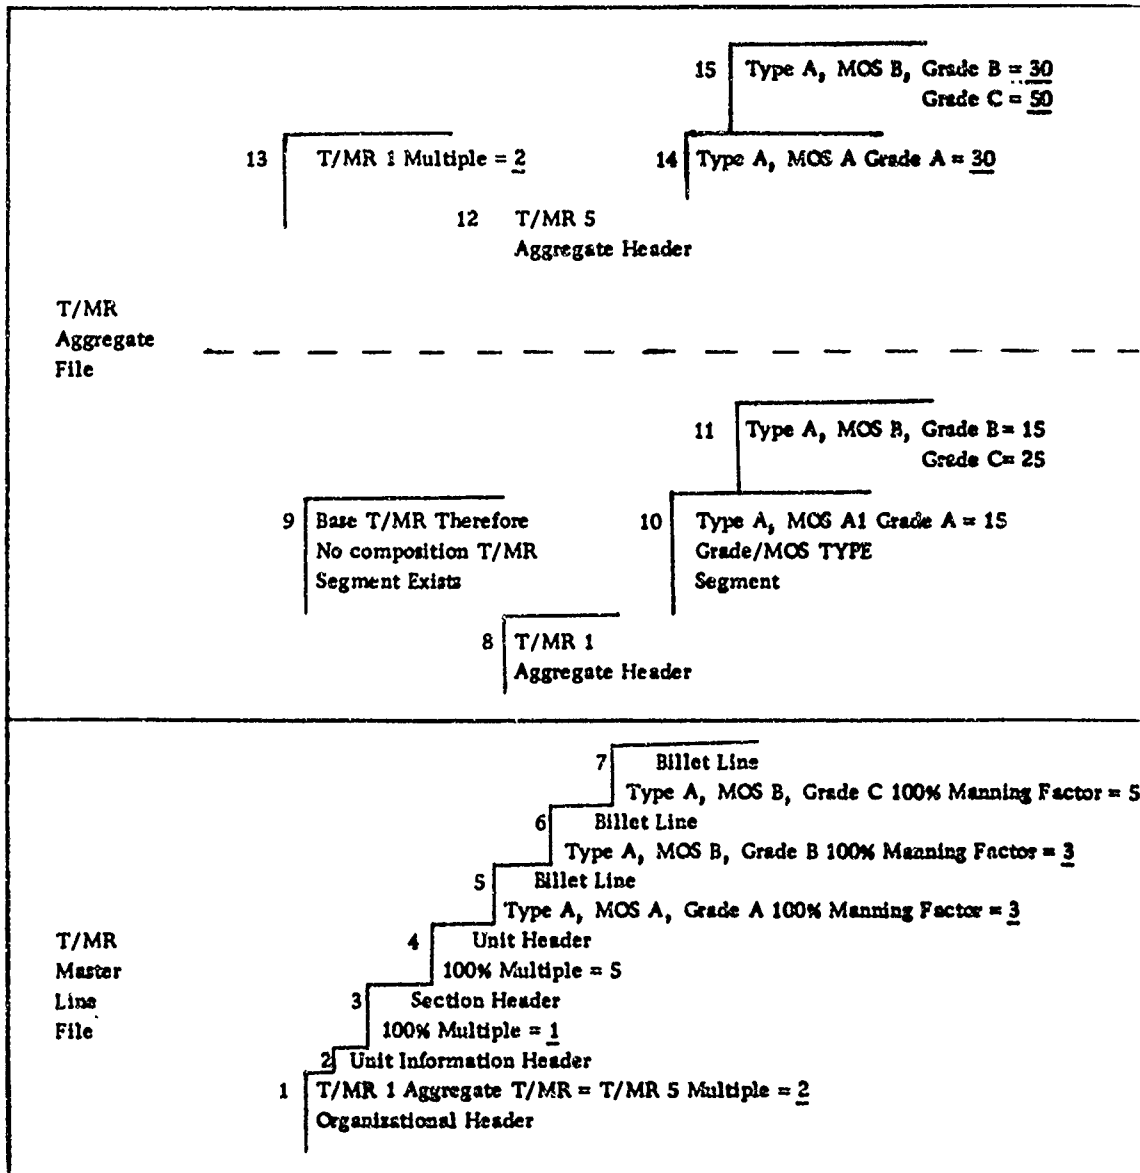 15 Type A, MOS B, Grade B = 30
Grade C = 50
13 T/MR 1 Multiple = 2
14 Type A, MOS A Grade A = 30
12 T/MR 5
Aggregate Header
T/MR
Aggregate
File
11 Type A, MOS B, Grade B = 15
Grade C = 25
9 Base T/MR Therefore
No composition T/MR
Segment Exists
10 Type A, MOS A1 Grade A = 15
Grade/MOS TYPE
Segment
8 T/MR 1
Aggregate Header
7 Billet Line
Type A, MOS B, Grade C 100% Manning Factor = 5
6 Billet Line
Type A, MOS B, Grade B 100% Manning Factor = 3
5 Billet Line
Type A, MOS A, Grade A 100% Manning Factor = 3
T/MR
Master
Line
File
4 Unit Header
100% Multiple = 5
3 Section Header
100% Multiple = 1
2 Unit Information Header
1 T/MR 1 Aggregate T/MR = T/MR 5 Multiple = 2
Organizational Header